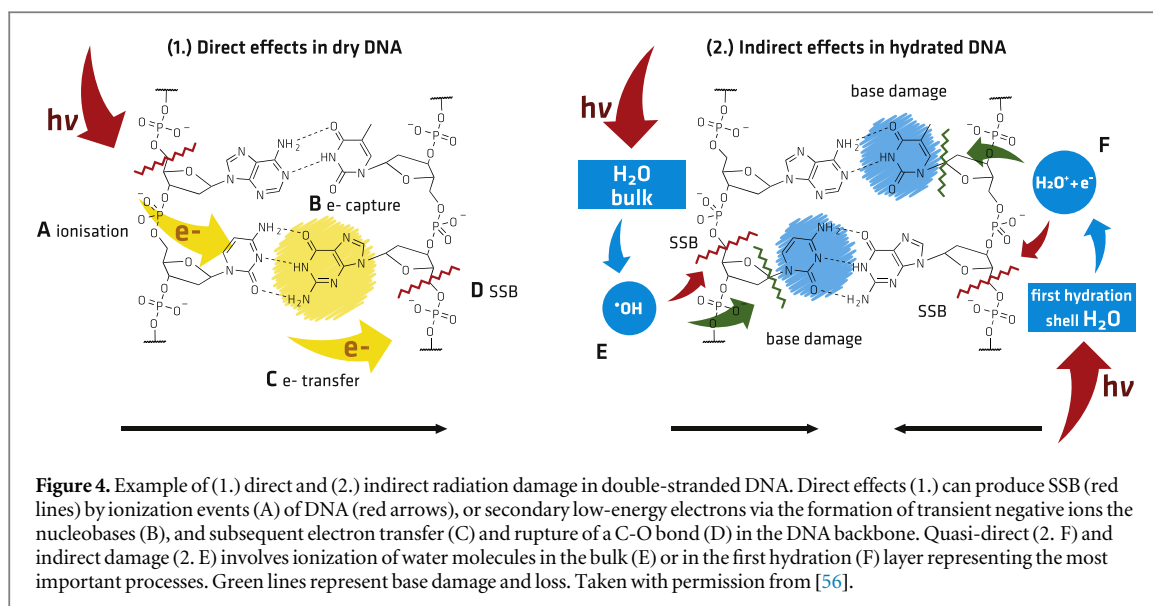 (1.) Direct effects in dry DNA
hν
A ionisation
e-
B e- capture
D SSB
e-
C e- transfer
(2.) Indirect effects in hydrated DNA
hν
base damage
H₂O
bulk
F
H₂O⁺+e⁻
SSB
•OH
E
base damage
SSB
first hydration
shell H₂O
hν
Figure 4. Example of (1.) direct and (2.) indirect radiation damage in double-stranded DNA. Direct effects (1.) can produce SSB (red
lines) by ionization events (A) of DNA (red arrows), or secondary low-energy electrons via the formation of transient negative ions the
nucleobases (B), and subsequent electron transfer (C) and rupture of a C-O bond (D) in the DNA backbone. Quasi-direct (2. F) and
indirect damage (2. E) involves ionization of water molecules in the bulk (E) or in the first hydration (F) layer representing the most
important processes. Green lines represent base damage and loss. Taken with permission from [56].